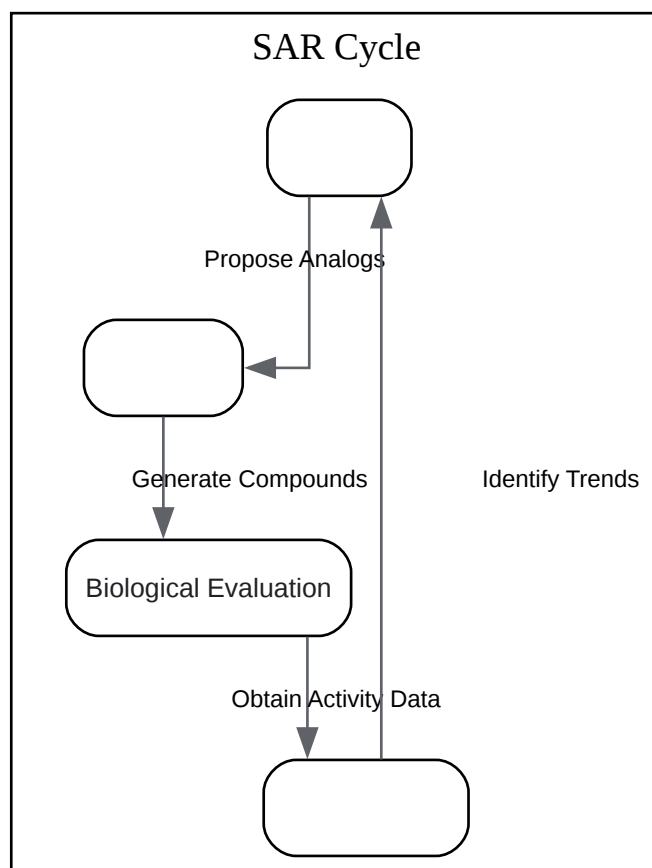 SAR Cycle
Propose Analogs
Generate Compounds
Identify Trends
Biological Evaluation
Obtain Activity Data